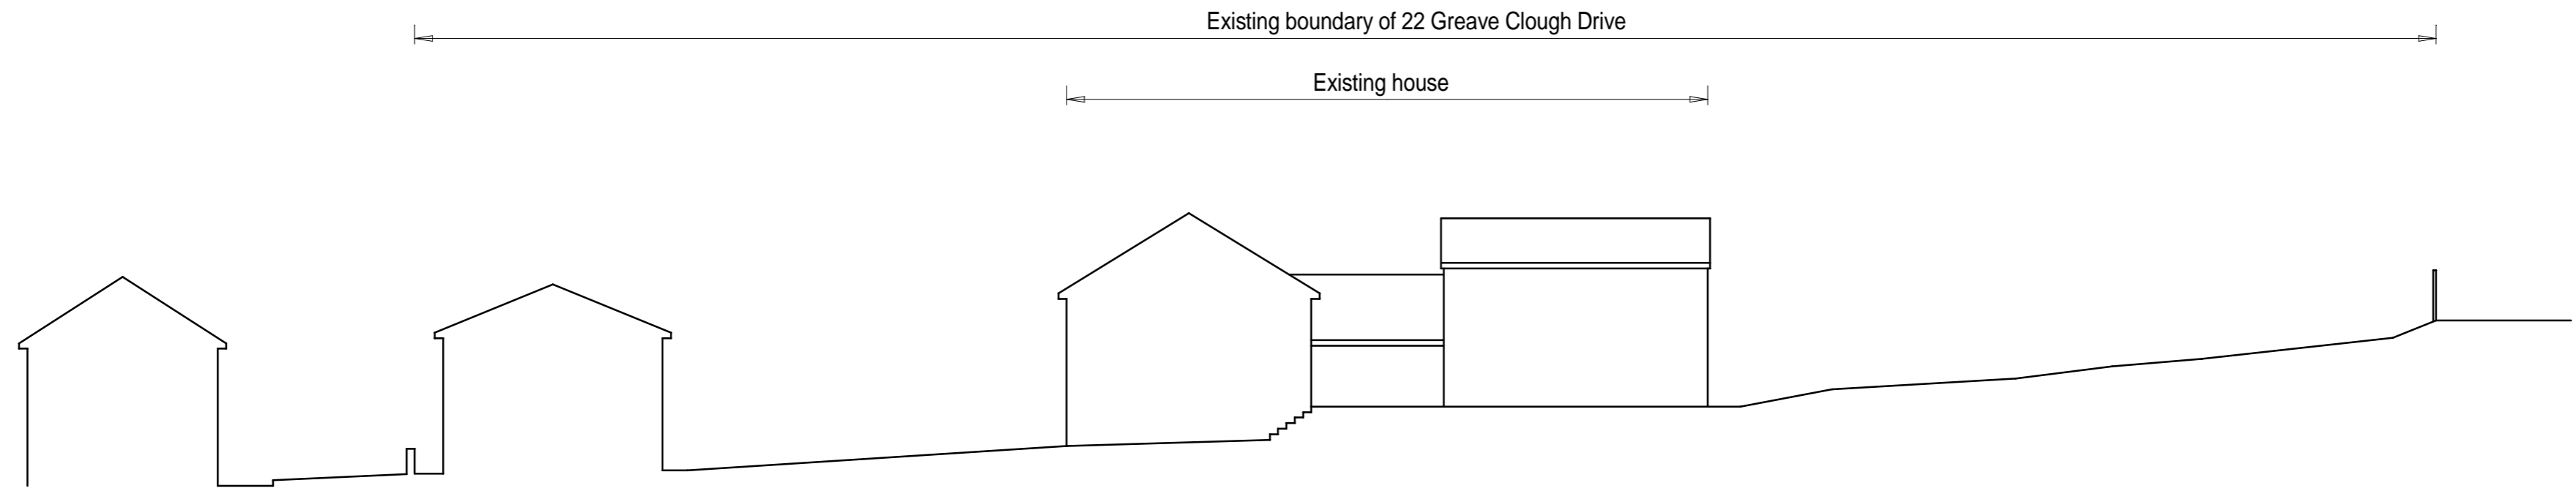 Existing boundary of 22 Greave Clough Drive
Existing house